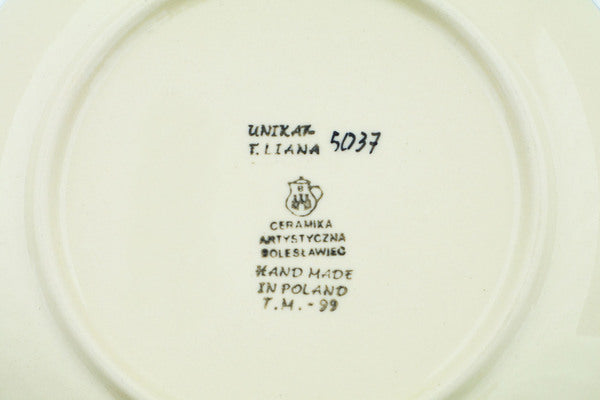 UNIKAT
T.LIANA 5037
B
CERAMIKA
ARTYSTYCZNA
BOLESŁAWIEC
HAND MADE
IN POLAND
T.M.-99